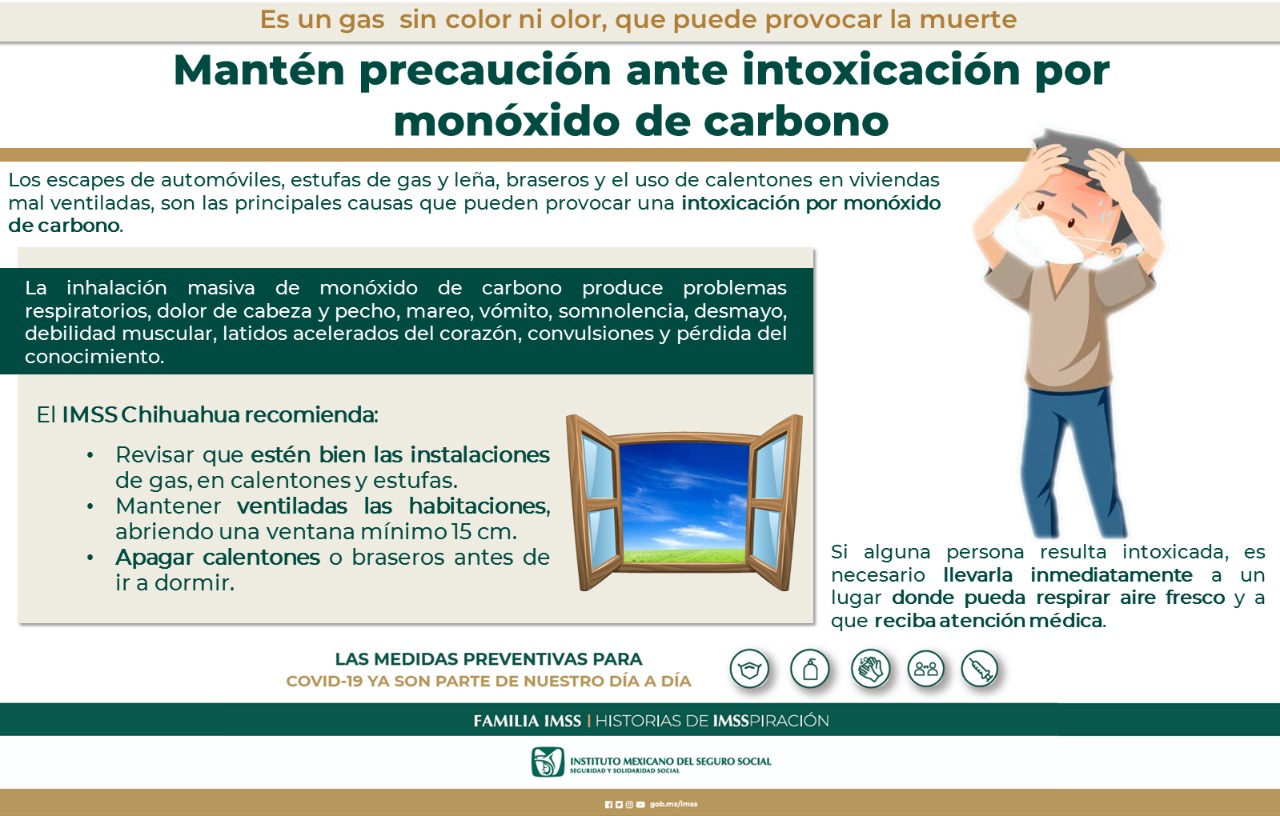 Es un gas sin color ni olor, que puede provocar la muerte
Mantén precaución ante intoxicación por
monóxido de carbono
Los escapes de automóviles, estufas de gas y leña, braseros y el uso de calentones en viviendas
mal ventiladas, son las principales causas que pueden provocar una intoxicación por monóxido
de carbono.
La inhalación masiva de monóxido de carbono produce problemas
respiratorios, dolor de cabeza y pecho, mareo, vómito, somnolencia, desmayo,
debilidad muscular, latidos acelerados del corazón, convulsiones y pérdida del
conocimiento.
El IMSS Chihuahua recomienda:
• Revisar que estén bien las instalaciones
de gas, en calentones y estufas.
• Mantener ventiladas las habitaciones,
abriendo una ventana mínimo 15 cm.
• Apagar calentones o braseros antes de
ir a dormir.
Si alguna persona resulta intoxicada, es
necesario llevarla inmediatamente a un
lugar donde pueda respirar aire fresco y a
que reciba atención médica.
LAS MEDIDAS PREVENTIVAS PARA
COVID-19 YA SON PARTE DE NUESTRO DÍA A DÍA
FAMILIA IMSS | HISTORIAS DE IMSSPIRACIÓN
INSTITUTO MEXICANO DEL SEGURO SOCIAL
SEGURIDAD Y SOLIDARIDAD SOCIAL
gob.mx/imss